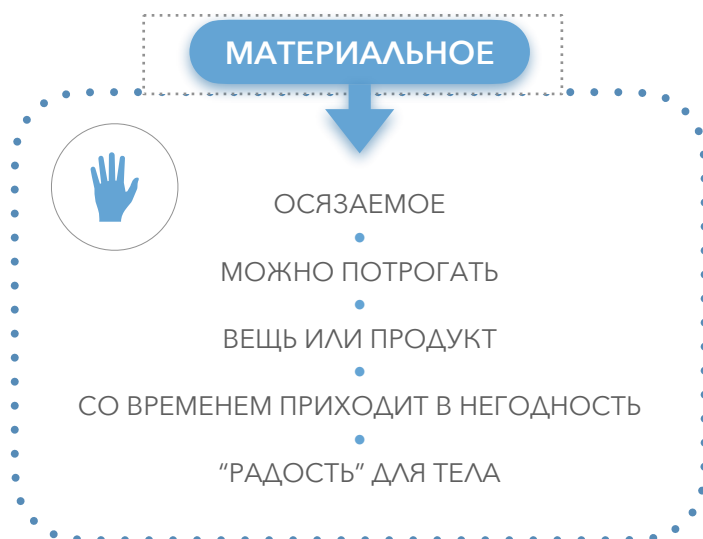 МАТЕРИАЛЬНОЕ
ОСЯЗАЕМОЕ
МОЖНО ПОТРОГАТЬ
ВЕЩЬ ИЛИ ПРОДУКТ
СО ВРЕМЕНЕМ ПРИХОДИТ В НЕГОДНОСТЬ
“РАДОСТЬ” ДЛЯ ТЕЛА